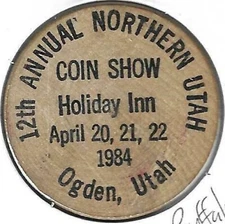 12th ANNUAL NORTHERN UTAH
COIN SHOW
Holiday Inn
April 20, 21, 22
1984
Ogden, Utah